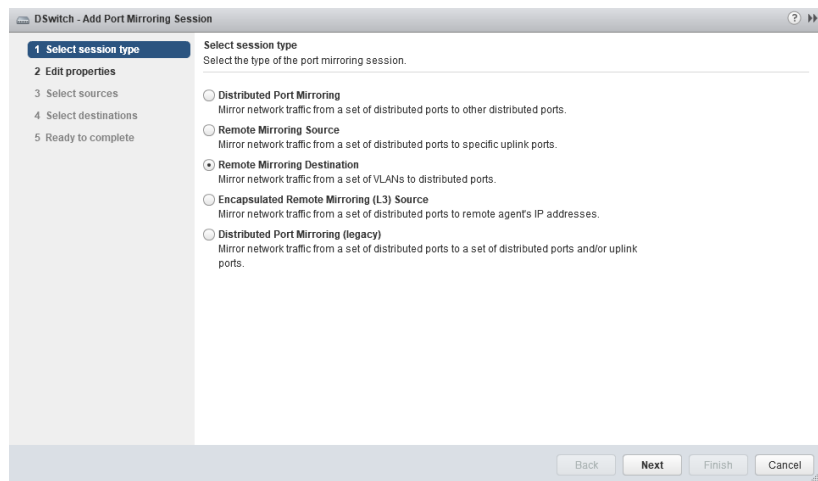 DSwitch - Add Port Mirroring Session
?
1 Select session type
2 Edit properties
3 Select sources
4 Select destinations
5 Ready to complete
Select session type
Select the type of the port mirroring session.
Distributed Port Mirroring
Mirror network traffic from a set of distributed ports to other distributed ports.
Remote Mirroring Source
Mirror network traffic from a set of distributed ports to specific uplink ports.
Remote Mirroring Destination
Mirror network traffic from a set of VLANs to distributed ports.
Encapsulated Remote Mirroring (L3) Source
Mirror network traffic from a set of distributed ports to remote agent's IP addresses.
Distributed Port Mirroring (legacy)
Mirror network traffic from a set of distributed ports to a set of distributed ports and/or uplink
ports.
Back Next Finish Cancel